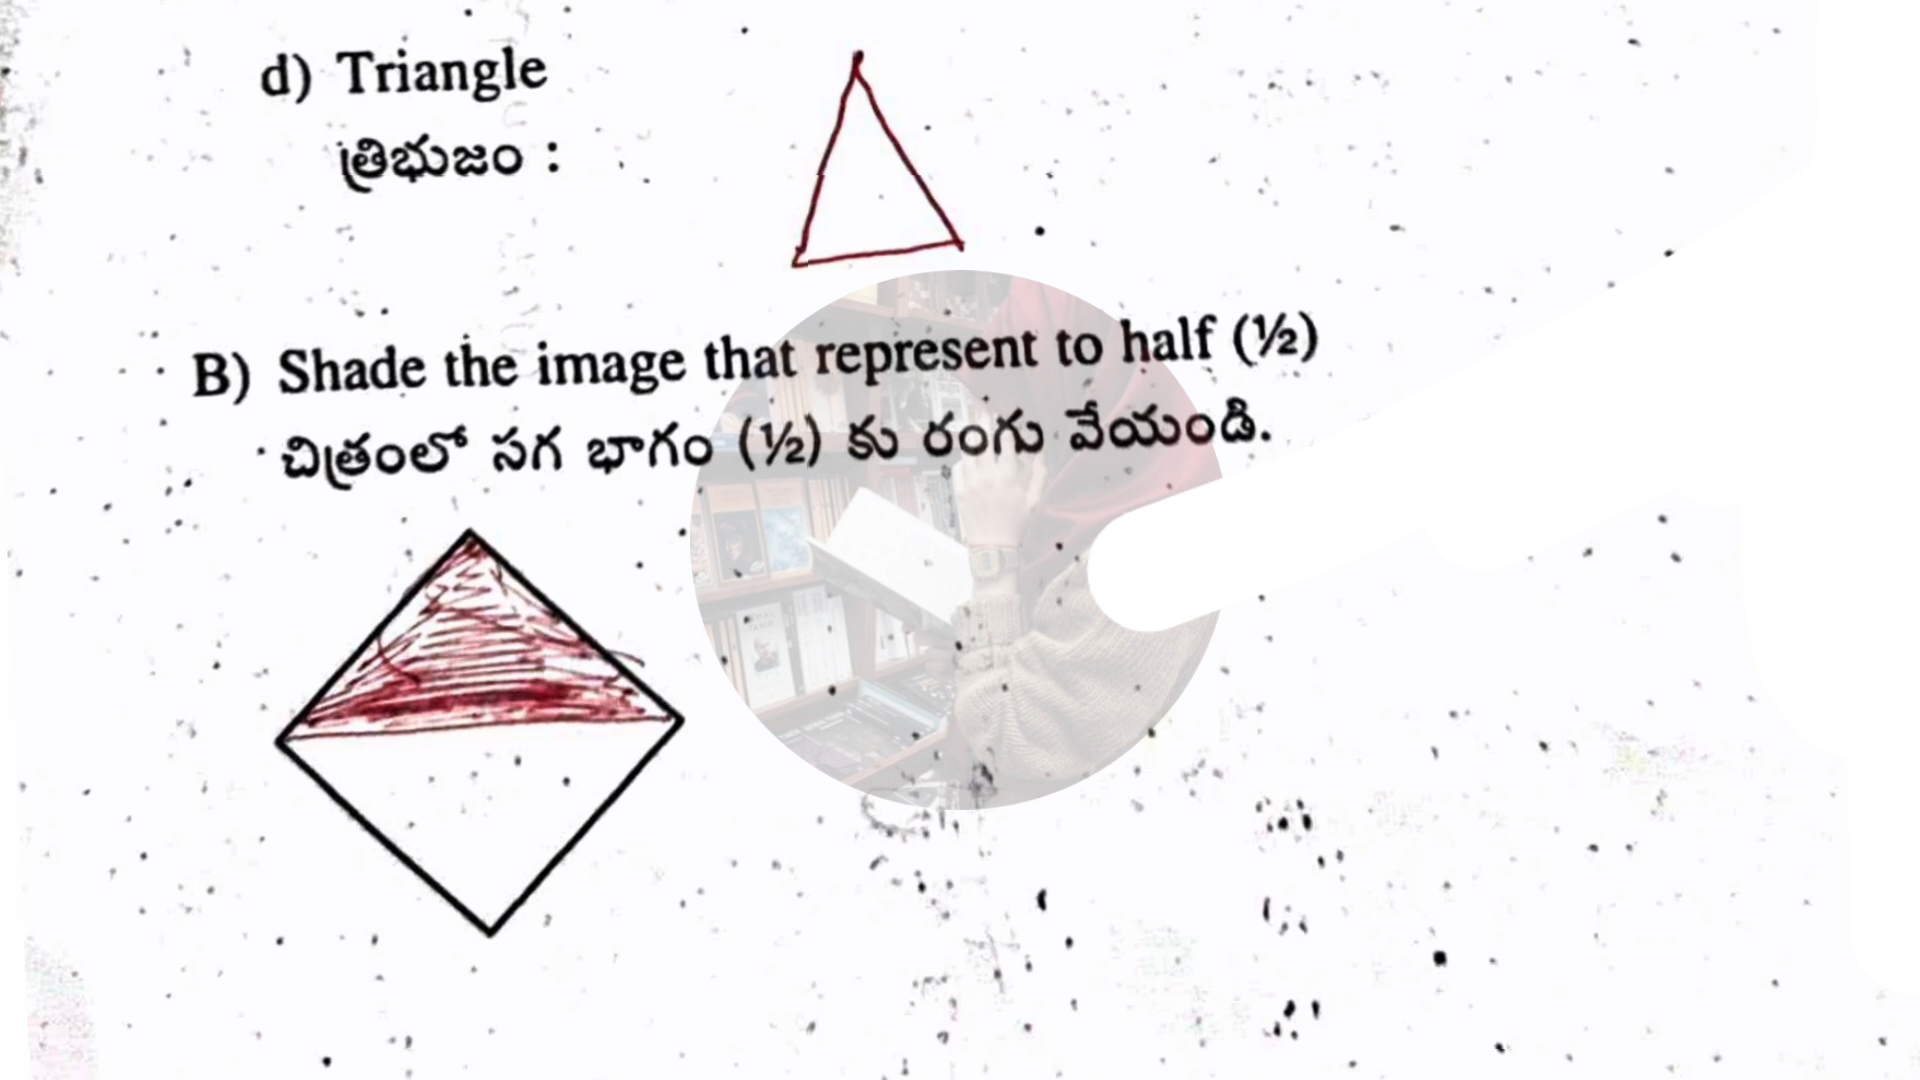 d) Triangle
త్రిభుజం :
B) Shade the image that represent to half (½)
చిత్రంలో సగ భాగం (½) కు రంగు వేయండి.